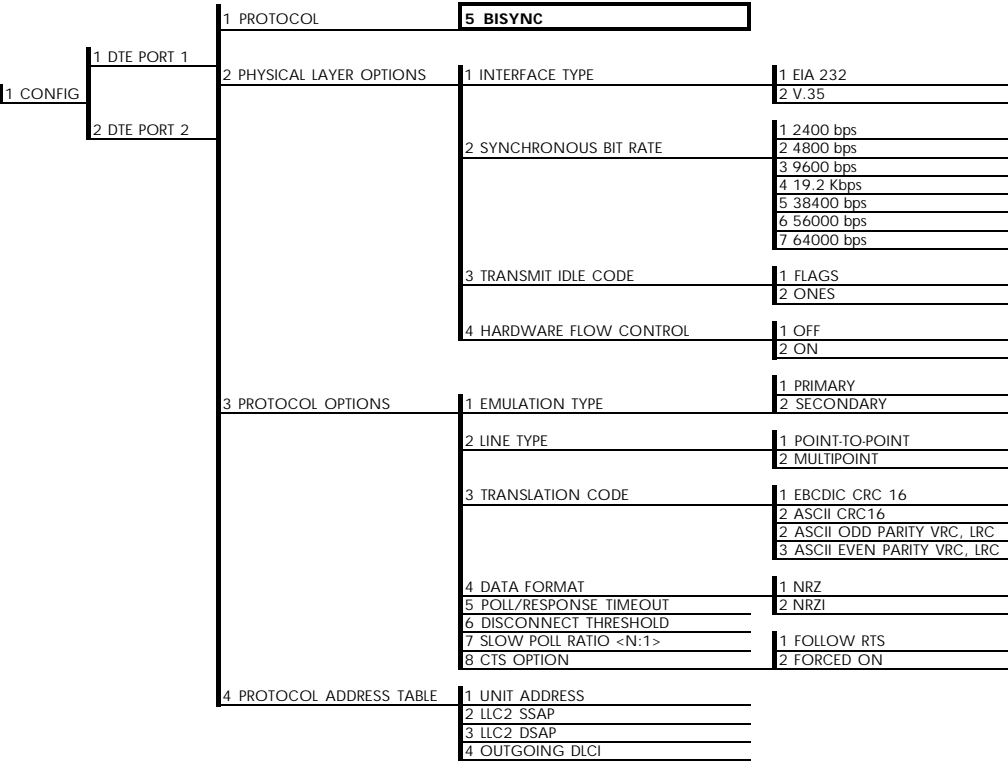 1 PROTOCOL
5 BISYNC
1 DTE PORT 1
2 PHYSICAL LAYER OPTIONS
1 INTERFACE TYPE
1 EIA 232
1 CONFIG
2 V.35
2 DTE PORT 2
1 2400 bps
2 SYNCHRONOUS BIT RATE
2 4800 bps
3 9600 bps
4 19.2 Kbps
5 38400 bps
6 56000 bps
7 64000 bps
3 TRANSMIT IDLE CODE
1 FLAGS
2 ONES
4 HARDWARE FLOW CONTROL
1 OFF
2 ON
1 PRIMARY
3 PROTOCOL OPTIONS
1 EMULATION TYPE
2 SECONDARY
2 LINE TYPE
1 POINT-TO-POINT
2 MULTIPOINT
3 TRANSLATION CODE
1 EBCDIC CRC 16
2 ASCII CRC16
2 ASCII ODD PARITY VRC, LRC
3 ASCII EVEN PARITY VRC, LRC
4 DATA FORMAT
1 NRZ
5 POLL/RESPONSE TIMEOUT
2 NRZI
6 DISCONNECT THRESHOLD
7 SLOW POLL RATIO <N:1>
1 FOLLOW RTS
8 CTS OPTION
2 FORCED ON
4 PROTOCOL ADDRESS TABLE
1 UNIT ADDRESS
2 LLC2 SSAP
3 LLC2 DSAP
4 OUTGOING DLCI